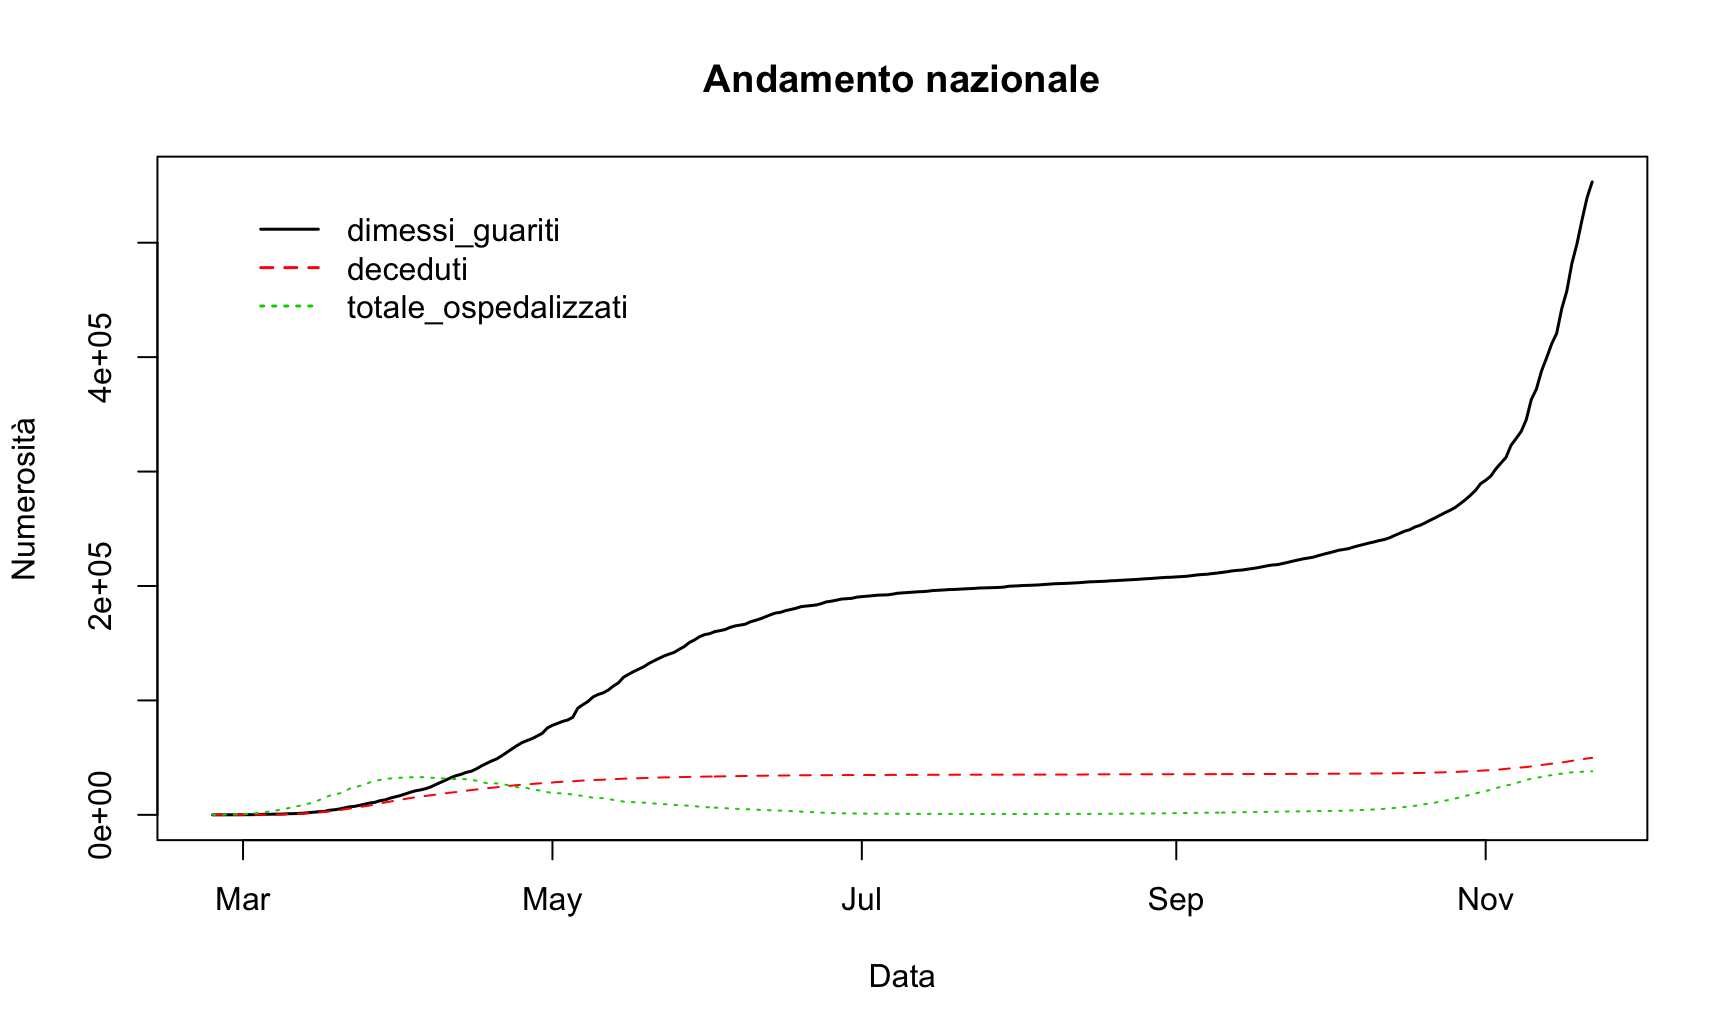 Andamento nazionale
dimessi_guariti
deceduti
totale_ospedalizzati
Numerosità
4e+05
2e+05
0e+00
Mar May Jul Sep Nov
Data